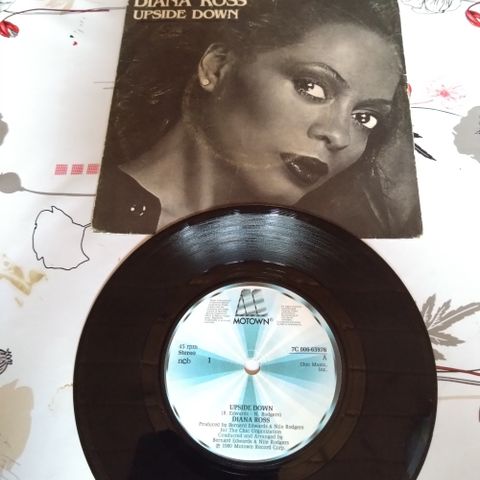 DIANA ROSS
UPSIDE DOWN
MOTOWN
45 rpm
Stereo
ncb
1
7C 006-63976
A
Chic Music,
Inc.
UPSIDE DOWN
(B. Edwards - N. Rodgers)
DIANA ROSS
Produced by Bernard Edwards & Nile Rodgers
for The Chic Organization
Conducted and Arranged by
Bernard Edwards & Nile Rodgers
℗ 1980 Motown Record Corp.